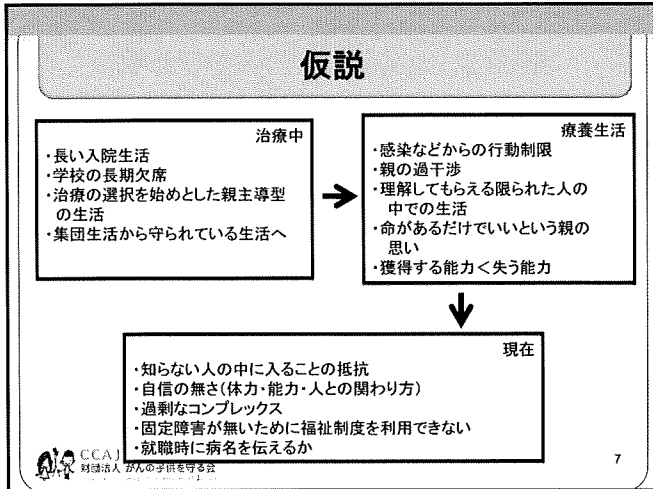 仮説
治療中
・長い入院生活
・学校の長期欠席
・治療の選択を始めとした親主導型
の生活
・集団生活から守られている生活へ
療養生活
・感染などからの行動制限
・親の過干渉
・理解してもらえる限られた人の
中での生活
・命があるだけでいいという親の
思い
・獲得する能力<失う能力
現在
・知らない人の中に入ることの抵抗
・自信の無さ(体力・能力・人との関わり方)
・過剰なコンプレックス
・固定障害が無いために福祉制度を利用できない
・就職時に病名を伝えるか
CCAJ
財団法人 がんの子供を守る会
7